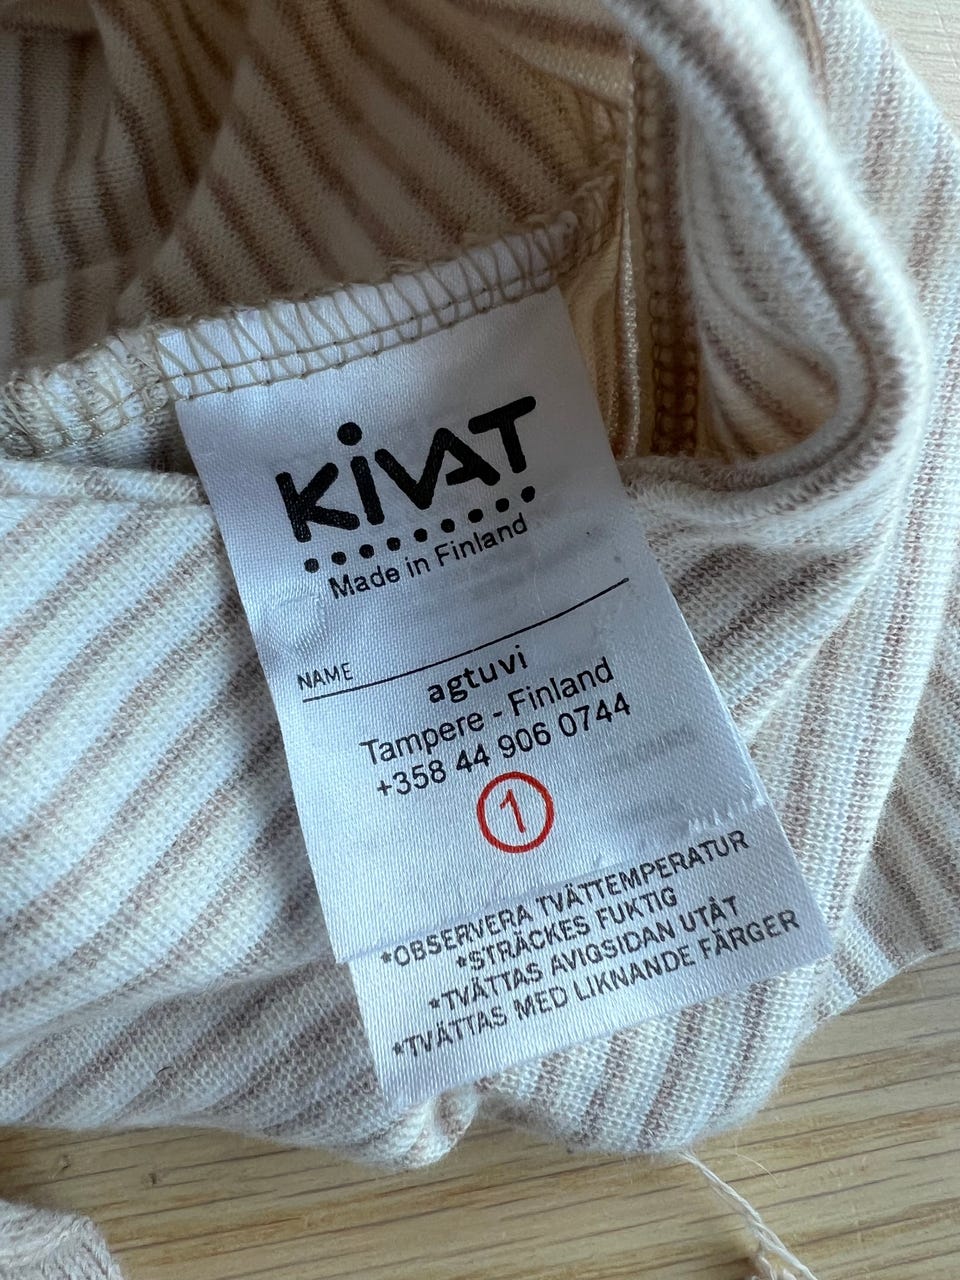 KiVAT
Made in Finland
NAME
agtuvi
Tampere - Finland
+358 44 906 0744
1
*OBSERVERA TVÄTTEMPERATUR
*STRÄCKES FUKTIG
*TVÄTTAS AVIGSIDAN UTÅT
*TVÄTTAS MED LIKNANDE FÄRGER